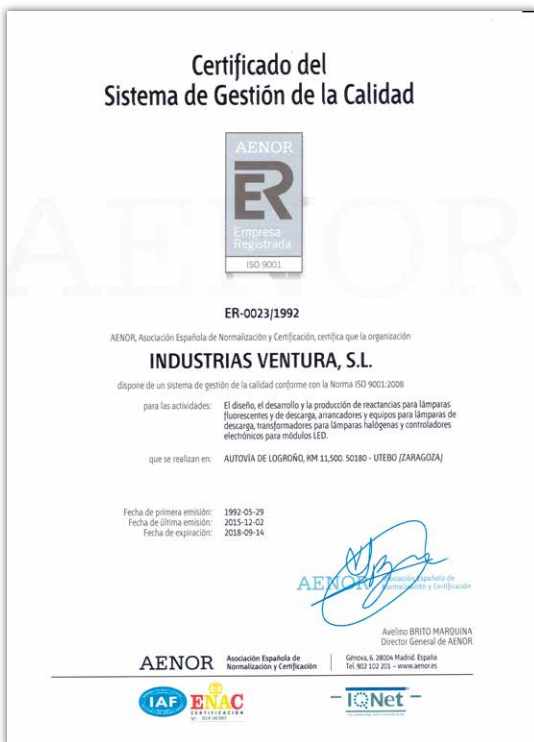 Certificado del
Sistema de Gestión de la Calidad
AENOR
ER
Empresa
Registrada
ISO 9001
AENOR
ER-0023/1992
AENOR, Asociación Española de Normalización y Certificación, certifica que la organización
INDUSTRIAS VENTURA, S.L.
dispone de un sistema de gestión de la calidad conforme con la Norma ISO 9001:2008
para las actividades: El diseño, el desarrollo y la producción de reactancias para lámparas
fluorescentes y de descarga, arrancadores y equipos para lámparas de
descarga, transformadores para lámparas halógenas y controladores
electrónicos para módulos LED.
que se realizan en: AUTOVÍA DE LOGROÑO, KM 11,500. 50180 - UTEBO (ZARAGOZA)
Fecha de primera emisión: 1992-05-29
Fecha de última emisión: 2015-12-02
Fecha de expiración: 2018-09-14
AENOR Asociación Española de
Normalización y Certificación
Avelino BRITO MARQUINA
Director General de AENOR
AENOR Asociación Española de
Normalización y Certificación
Génova, 6. 28004 Madrid. España
Tel. 902 102 201 – www.aenor.es
IAF
ENAC
CERTIFICACIÓN
IQNet